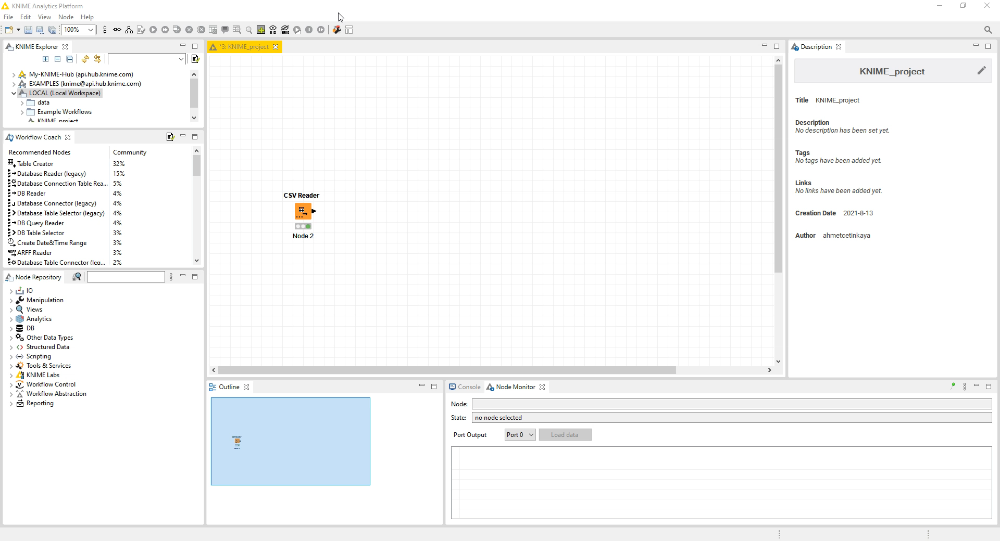 KNIME Analytics Platform
File Edit View Node Help
100% #ID NAME
KNIME Explorer
My-KNIME-Hub (api.hub.knime.com)
EXAMPLES (knime@api.hub.knime.com)
LOCAL (Local Workspace)
data
Example Workflows
KNIME_project
Workflow Coach
Recommended Nodes Community
Table Creator 32%
Database Reader (legacy) 15%
Database Connection Table Rea... 5%
DB Reader 4%
Database Connector (legacy) 4%
Database Table Selector (legacy) 4%
DB Query Reader 4%
DB Table Selector 3%
Create Date&Time Range 3%
ARFF ARFF Reader 3%
Database Table Connector (leg... 2%
Node Repository
IO
Manipulation
Views
Analytics
DB
Other Data Types
Structured Data
Scripting
Tools & Services
KNIME Labs
Workflow Control
Workflow Abstraction
Reporting
*3: KNIME_project
CSV Reader
Node 2
Outline
CSV Reader
Node 2
Console Node Monitor
Node:
State: no node selected
Port Output Port 0 Load data
Description
KNIME_project
Title KNIME_project
Description
No description has been set yet.
Tags
No tags have been added yet.
Links
No links have been added yet.
Creation Date 2021-8-13
Author ahmetcetinkaya